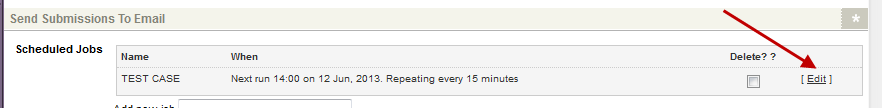 Send Submissions To Email *
Scheduled Jobs
Name When Delete? ?
TEST CASE Next run 14:00 on 12 Jun, 2013. Repeating every 15 minutes [ Edit ]
Add new job